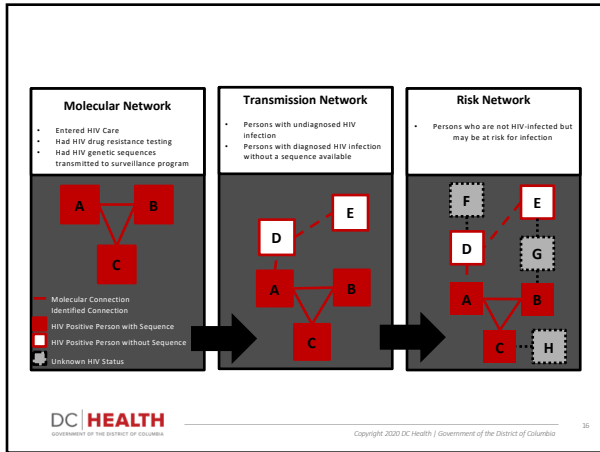 Molecular Network
• Entered HIV Care
• Had HIV drug resistance testing
• Had HIV genetic sequences
transmitted to surveillance program
A
B
C
Molecular Connection
Identified Connection
HIV Positive Person with Sequence
HIV Positive Person without Sequence
Unknown HIV Status
Transmission Network
• Persons with undiagnosed HIV
infection
• Persons with diagnosed HIV infection
without a sequence available
E
D
A
B
C
Risk Network
• Persons who are not HIV-infected but
may be at risk for infection
F
E
D
G
A
B
C
H
DC HEALTH
GOVERNMENT OF THE DISTRICT OF COLUMBIA
Copyright 2020 DC Health | Government of the District of Columbia
16